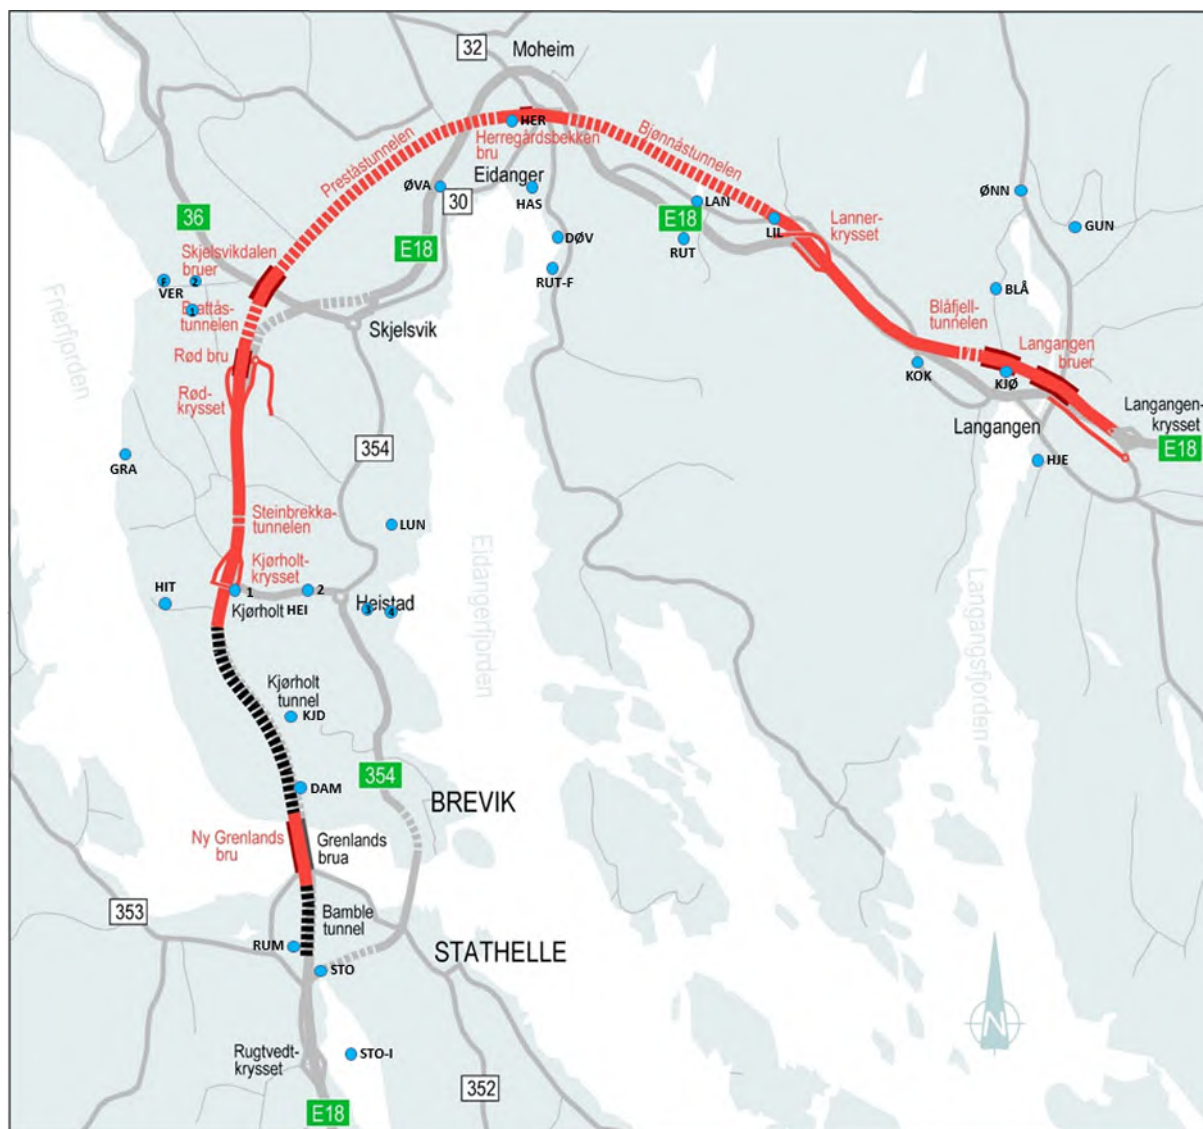 32
Moheim
HER
Herregårdsbekken
bru
Bjønnåstunnelen
Preståstunnelen
Eidanger
ØVA
30
HAS
LAN
ØNN
36
E18
E18
LIL
Lanner-
krysset
GUN
DØV
RUT
Skjelsvikdalen
bruer
RUT-F
F
2
VER
BLÅ
1
Brattås-
tunnelen
Skjelsvik
Blåfjell-
tunnelen
Langangen
bruer
Rød bru
KOK
KJØ
Rød-
krysset
Langangen-
krysset
Langangen
E18
354
GRA
HJE
Frierfjorden
Steinbrekka-
tunnelen
LUN
Eidangerfjorden
Langangsfjorden
Kjørholt-
krysset
HIT
1
2
Kjørholt
HEI
Heistad
3
4
Kjørholt
tunnel
KJD
354
DAM
BREVIK
Ny Grenlands
bru
Grenlands
brua
353
Bamble
tunnel
RUM
STATHELLE
STO
N
Rugtvedt-
krysset
STO-I
352
E18